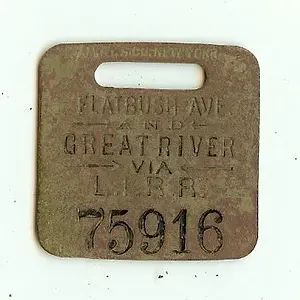 FLATBUSH AVE
AND
GREAT RIVER
VIA
L.I.R.R.
75916